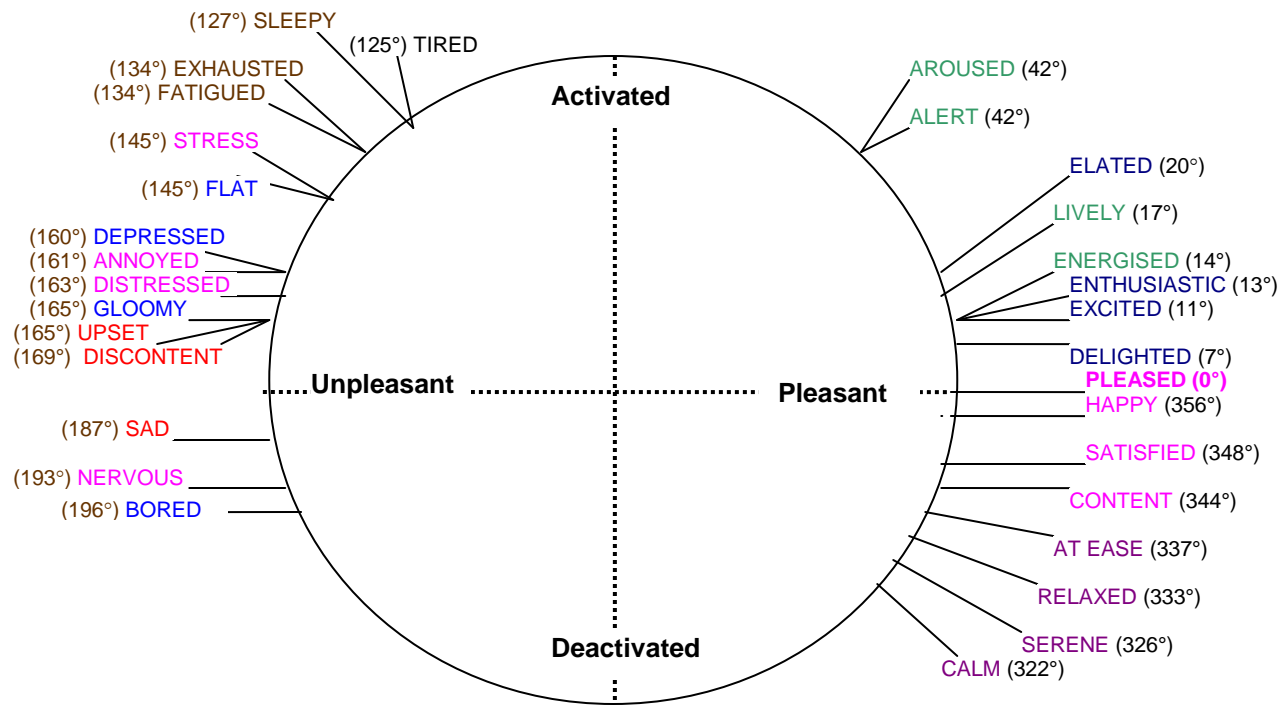 (127°) SLEEPY
(125°) TIRED
(134°) EXHAUSTED
(134°) FATIGUED
(145°) STRESS
(145°) FLAT
(160°) DEPRESSED
(161°) ANNOYED
(163°) DISTRESSED
(165°) GLOOMY
(165°) UPSET
(169°) DISCONTENT
(187°) SAD
(193°) NERVOUS
(196°) BORED
Activated
Unpleasant
Pleasant
Deactivated
AROUSED (42°)
ALERT (42°)
ELATED (20°)
LIVELY (17°)
ENERGISED (14°)
ENTHUSIASTIC (13°)
EXCITED (11°)
DELIGHTED (7°)
PLEASED (0°)
HAPPY (356°)
SATISFIED (348°)
CONTENT (344°)
AT EASE (337°)
RELAXED (333°)
SERENE (326°)
CALM (322°)